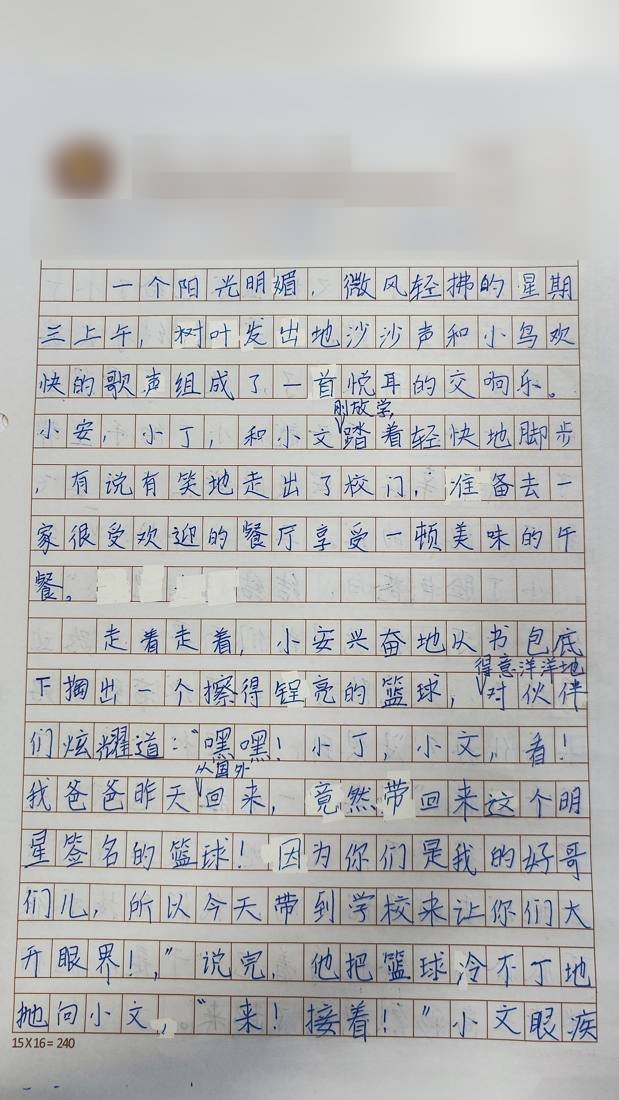 一个阳光明媚，微风轻拂的星期
三上午，树叶发出地沙沙声和小鸟欢
快的歌声组成了一首悦耳的交响乐。
刚放学，
小安，小丁，和小文踏着轻快地脚步
，有说有笑地走出了校门，准备去一
家很受欢迎的餐厅享受一顿美味的午
餐。
走着走着，小安兴奋地从书包底
得意洋洋地
下掏出一个擦得锃亮的篮球，对伙伴
们炫耀道：“嘿嘿！小丁，小文，看！
从国外
我爸爸昨天回来，竟然带回来这个明
星签名的篮球！因为你们是我的好哥
们儿，所以今天带到学校来让你们大
开眼界！，”说完，他把篮球冷不丁地
抛向小文，“来！接着！”小文眼疾
15X16=240